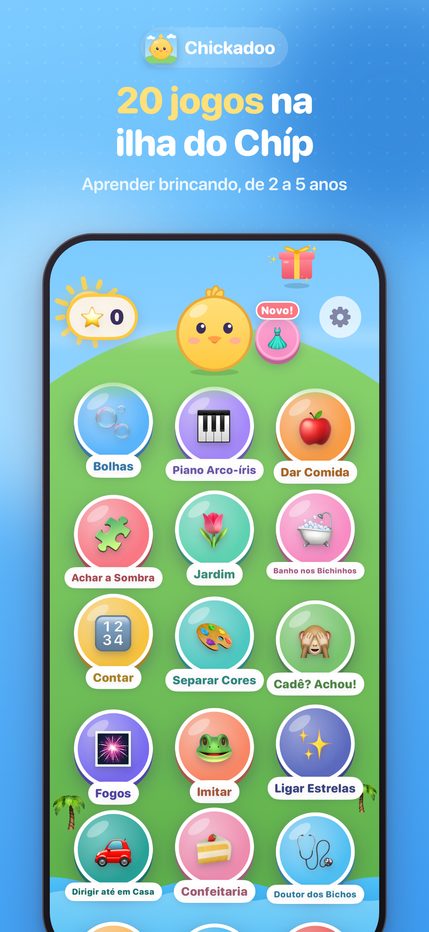 Chickadoo
20 jogos na
ilha do Chíp
Aprender brincando, de 2 a 5 anos
0
Novo!
Bolhas
Piano Arco-íris
Dar Comida
Achar a Sombra
Jardim
Banho nos Bichinhos
1 2
3 4
Contar
Separar Cores
Cadê? Achou!
Fogos
Imitar
Ligar Estrelas
Dirigir até em Casa
Confeitaria
Doutor dos Bichos